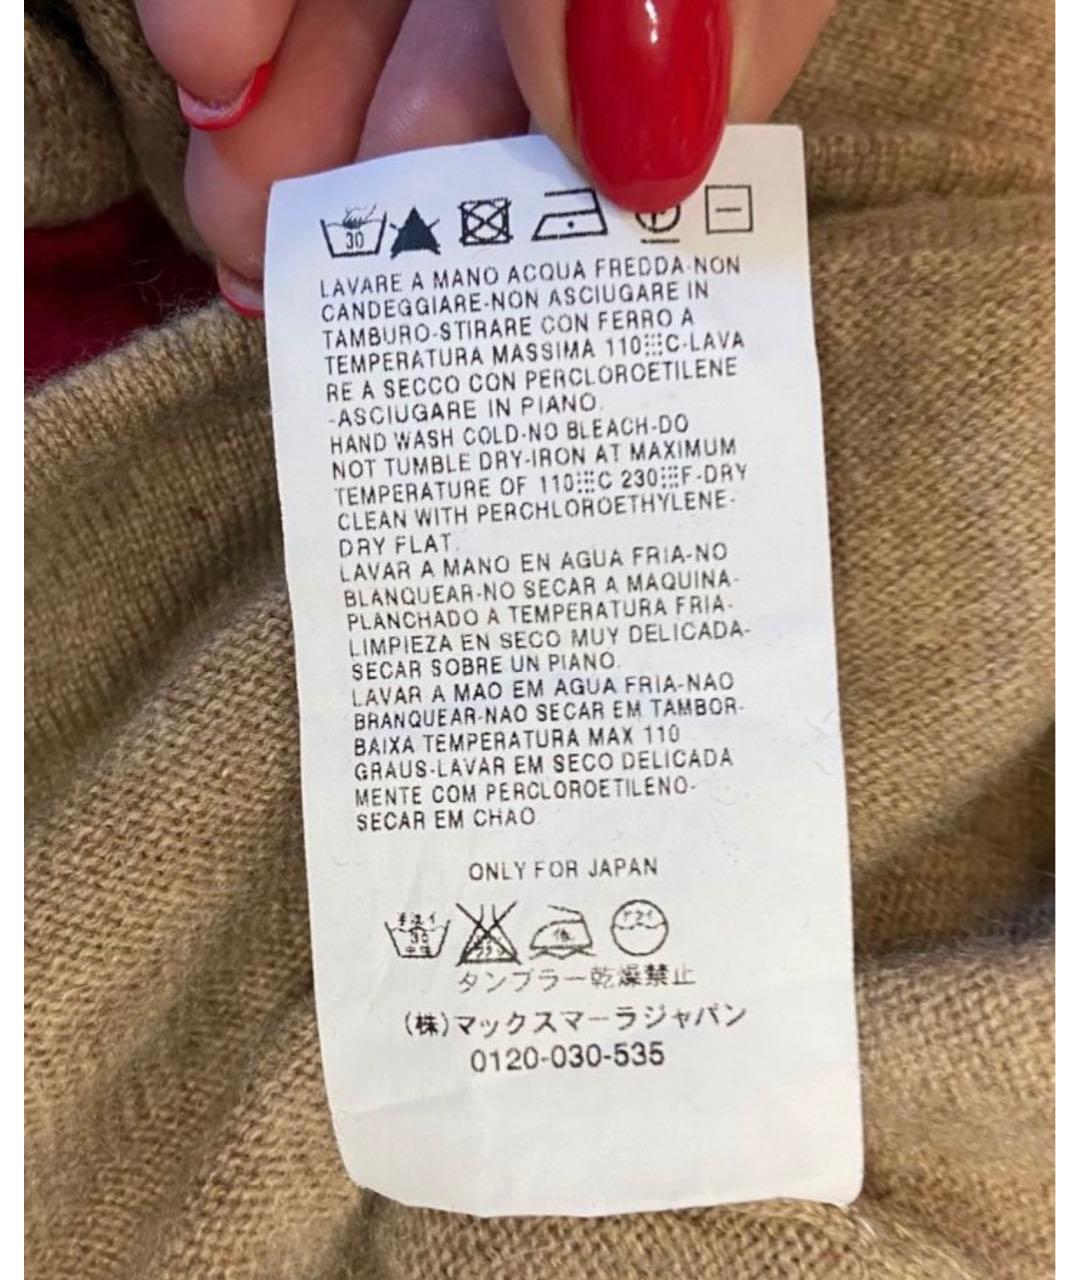 30
LAVARE A MANO ACQUA FREDDA-NON
CANDEGGIARE-NON ASCIUGARE IN
TAMBURO-STIRARE CON FERRO A
TEMPERATURA MASSIMA 110 C-LAVA
RE A SECCO CON PERCLOROETILENE
-ASCIUGARE IN PIANO.
HAND WASH COLD-NO BLEACH-DO
NOT TUMBLE DRY-IRON AT MAXIMUM
TEMPERATURE OF 110 C 230 F-DRY
CLEAN WITH PERCHLOROETHYLENE-
DRY FLAT.
LAVAR A MANO EN AGUA FRIA-NO
BLANQUEAR-NO SECAR A MAQUINA-
PLANCHADO A TEMPERATURA FRIA-
LIMPIEZA EN SECO MUY DELICADA-
SECAR SOBRE UN PIANO.
LAVAR A MAO EM AGUA FRIA-NAO
BRANQUEAR-NAO SECAR EM TAMBOR-
BAIXA TEMPERATURA MAX 110
GRAUS-LAVAR EM SECO DELICADA
MENTE COM PERCLOROETILENO-
SECAR EM CHAO
ONLY FOR JAPAN
30
タンブラー乾燥禁止
(株)マックスマーラジャパン
0120-030-535